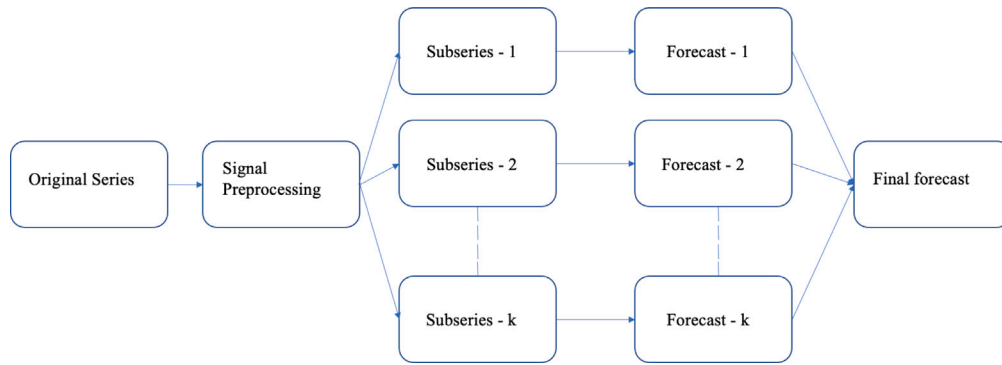 Original Series
Signal
Preprocessing
Subseries - 1
Forecast - 1
Subseries - 2
Forecast - 2
Subseries - k
Forecast - k
Final forecast